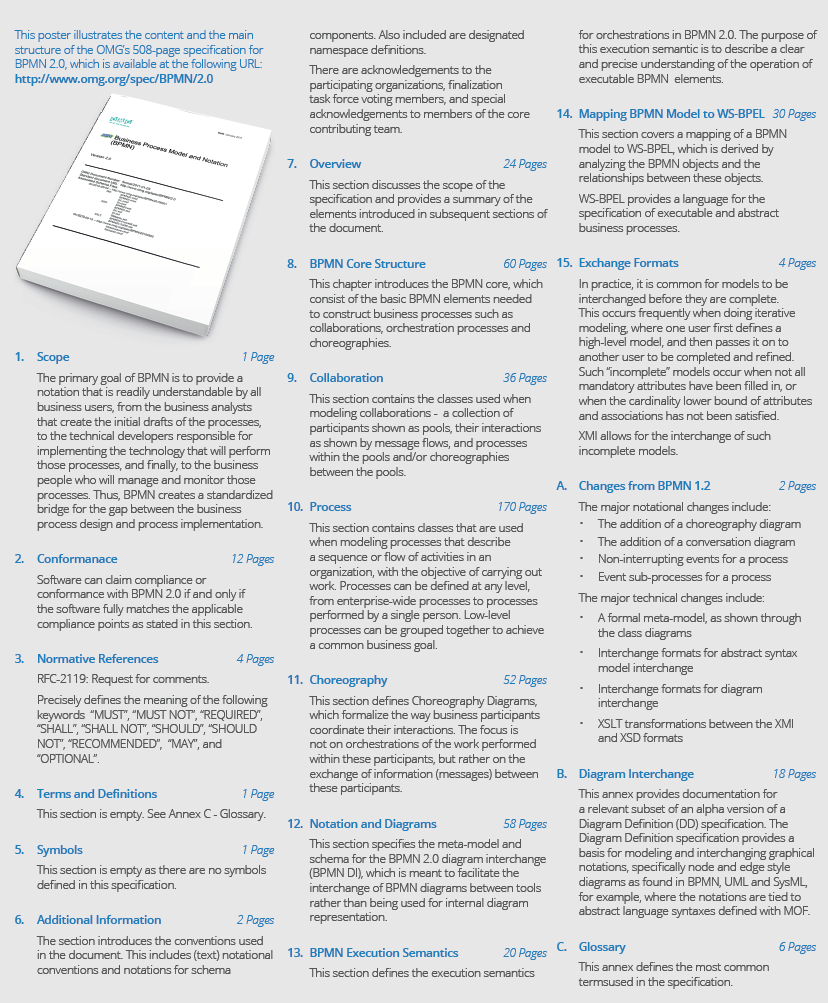 This poster illustrates the content and the main
structure of the OMG's 508-page specification for
BPMN 2.0, which is available at the following URL:
http://www.omg.org/spec/BPMN/2.0
Business Process Model and Notation
(BPMN)
Version 2.0
1. Scope 1 Page
The primary goal of BPMN is to provide a
notation that is readily understandable by all
business users, from the business analysts
that create the initial drafts of the processes,
to the technical developers responsible for
implementing the technology that will perform
those processes, and finally, to the business
people who will manage and monitor those
processes. Thus, BPMN creates a standardized
bridge for the gap between the business
process design and process implementation.
2. Conformanace 12 Pages
Software can claim compliance or
conformance with BPMN 2.0 if and only if
the software fully matches the applicable
compliance points as stated in this section.
3. Normative References 4 Pages
RFC-2119: Request for comments.
Precisely defines the meaning of the following
keywords “MUST”, “MUST NOT”, “REQUIRED”,
“SHALL”, “SHALL NOT”, “SHOULD”, “SHOULD
NOT”, “RECOMMENDED”, “MAY”, and
“OPTIONAL”.
4. Terms and Definitions 1 Page
This section is empty. See Annex C - Glossary.
5. Symbols 1 Page
This section is empty as there are no symbols
defined in this specification.
6. Additional Information 2 Pages
The section introduces the conventions used
in the document. This includes (text) notational
conventions and notations for schema
components. Also included are designated
namespace definitions.
There are acknowledgements to the
participating organizations, finalization
task force voting members, and special
acknowledgements to members of the core
contributing team.
7. Overview 24 Pages
This section discusses the scope of the
specification and provides a summary of the
elements introduced in subsequent sections of
the document.
8. BPMN Core Structure 60 Pages
This chapter introduces the BPMN core, which
consist of the basic BPMN elements needed
to construct business processes such as
collaborations, orchestration processes and
choreographies.
9. Collaboration 36 Pages
This section contains the classes used when
modeling collaborations - a collection of
participants shown as pools, their interactions
as shown by message flows, and processes
within the pools and/or choreographies
between the pools.
10. Process 170 Pages
This section contains classes that are used
when modeling processes that describe
a sequence or flow of activities in an
organization, with the objective of carrying out
work. Processes can be defined at any level,
from enterprise-wide processes to processes
performed by a single person. Low-level
processes can be grouped together to achieve
a common business goal.
11. Choreography 52 Pages
This section defines Choreography Diagrams,
which formalize the way business participants
coordinate their interactions. The focus is
not on orchestrations of the work performed
within these participants, but rather on the
exchange of information (messages) between
these participants.
12. Notation and Diagrams 58 Pages
This section specifies the meta-model and
schema for the BPMN 2.0 diagram interchange
(BPMN DI), which is meant to facilitate the
interchange of BPMN diagrams between tools
rather than being used for internal diagram
representation.
13. BPMN Execution Semantics 20 Pages
This section defines the execution semantics
for orchestrations in BPMN 2.0. The purpose of
this execution semantic is to describe a clear
and precise understanding of the operation of
executable BPMN elements.
14. Mapping BPMN Model to WS-BPEL 30 Pages
This section covers a mapping of a BPMN
model to WS-BPEL, which is derived by
analyzing the BPMN objects and the
relationships between these objects.
WS-BPEL provides a language for the
specification of executable and abstract
business processes.
15. Exchange Formats 4 Pages
In practice, it is common for models to be
interchanged before they are complete.
This occurs frequently when doing iterative
modeling, where one user first defines a
high-level model, and then passes it on to
another user to be completed and refined.
Such “incomplete” models occur when not all
mandatory attributes have been filled in, or
when the cardinality lower bound of attributes
and associations has not been satisfied.
XMI allows for the interchange of such
incomplete models.
A. Changes from BPMN 1.2 2 Pages
The major notational changes include:
• The addition of a choreography diagram
• The addition of a conversation diagram
• Non-interrupting events for a process
• Event sub-processes for a process
The major technical changes include:
• A formal meta-model, as shown through
the class diagrams
• Interchange formats for abstract syntax
model interchange
• Interchange formats for diagram
interchange
• XSLT transformations between the XMI
and XSD formats
B. Diagram Interchange 18 Pages
This annex provides documentation for
a relevant subset of an alpha version of a
Diagram Definition (DD) specification. The
Diagram Definition specification provides a
basis for modeling and interchanging graphical
notations, specifically node and edge style
diagrams as found in BPMN, UML and SysML,
for example, where the notations are tied to
abstract language syntaxes defined with MOF.
C. Glossary 6 Pages
This annex defines the most common
termsused in the specification.